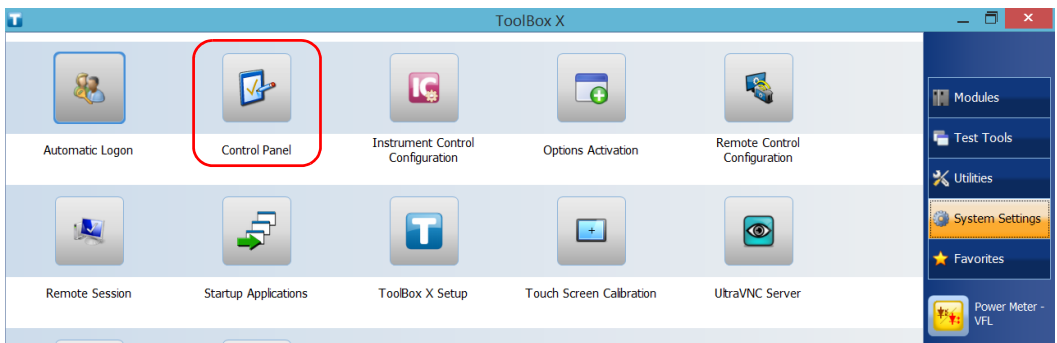 ToolBox X
Automatic Logon
Control Panel
Instrument Control
Configuration
Options Activation
Remote Control
Configuration
Remote Session
Startup Applications
ToolBox X Setup
Touch Screen Calibration
UltraVNC Server
Modules
Test Tools
Utilities
System Settings
Favorites
Power Meter -
VFL